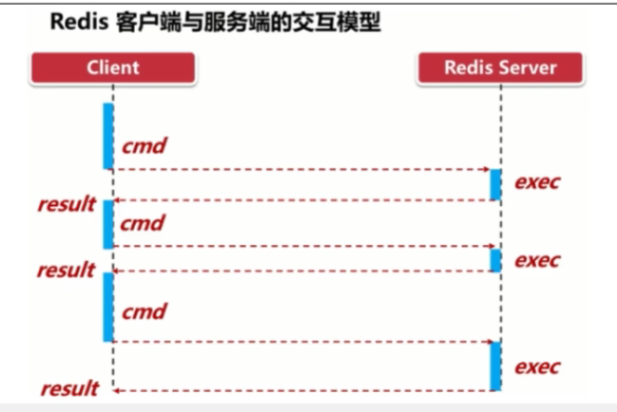 Redis 客户端与服务端的交互模型
Client
Redis Server
cmd
exec
result
cmd
exec
result
cmd
exec
result